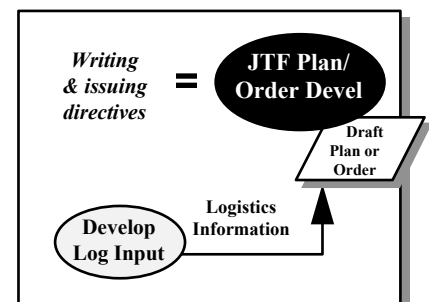 Writing
& issuing
directives
=
JTF Plan/
Order Devel
Draft
Plan or
Order
Logistics
Information
Develop
Log Input